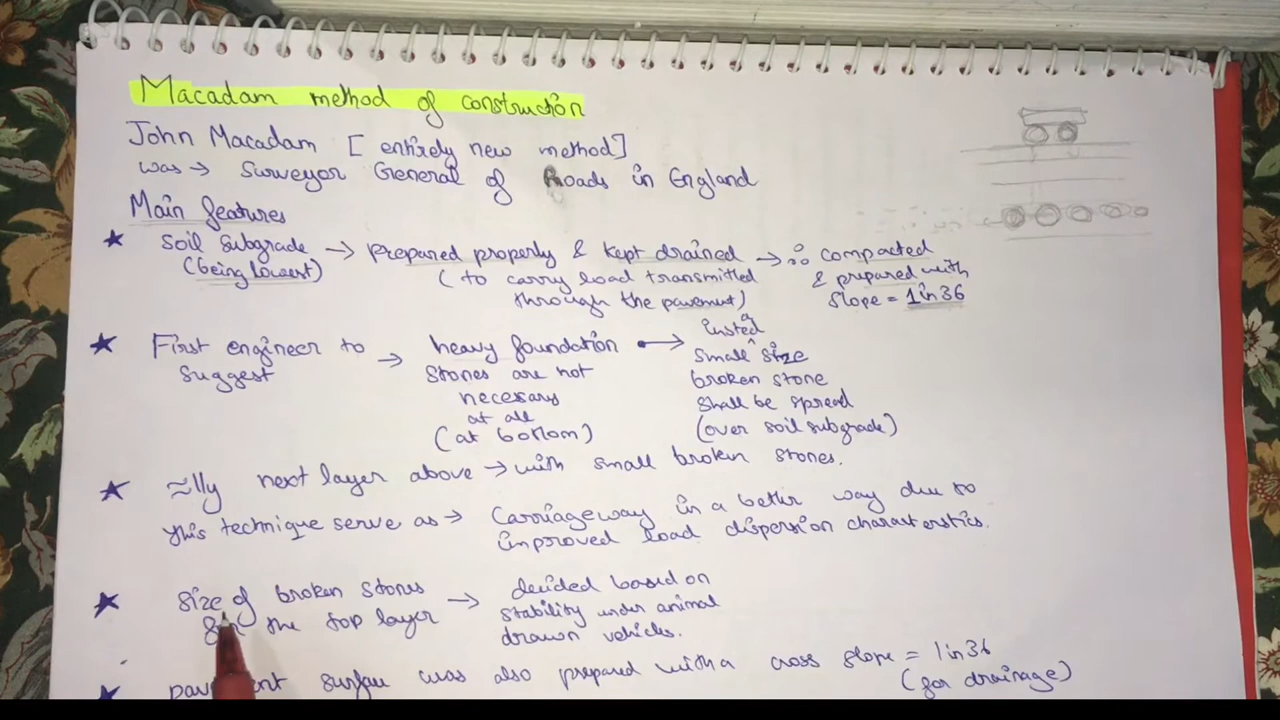 Macadam method of construction
John Macadam [entirely new method]
was → Surveyor General of Roads in England
Main features
★ soil subgrade → prepared properly & kept drained → ∵ compacted
(being lowest) (to carry load transmitted & prepared with
through the pavemut) slope = 1 in 36
★ First engineer to → heavy foundation → insted
suggest stones are not small size
necessary broken stone
at all shall be spread
(at bottom) (over soil subgrade)
★ ≈lly next layer above → with small broken stones.
This technique serve as → Carriageway in a better way due to
improved load dispersion characterstics.
★ size of broken stones → decided based on
for the top layer stability under animal
drawn vehicles.
★ surfau was also prepared with a cross slope = 1 in 36
(for drainage)